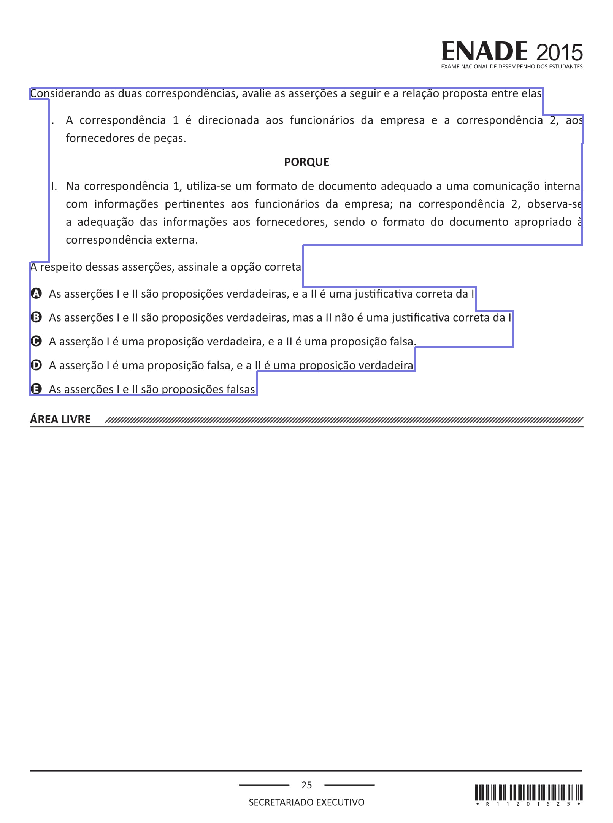 ENADE 2015
EXAME NACIONAL DE DESEMPENHO DOS ESTUDANTES
Considerando as duas correspondências, avalie as asserções a seguir e a relação proposta entre elas
. A correspondência 1 é direcionada aos funcionários da empresa e a correspondência 2, aos
fornecedores de peças.
PORQUE
I. Na correspondência 1, utiliza-se um formato de documento adequado a uma comunicação interna
com informações pertinentes aos funcionários da empresa; na correspondência 2, observa-se
a adequação das informações aos fornecedores, sendo o formato do documento apropriado à
correspondência externa.
A respeito dessas asserções, assinale a opção correta
A As asserções I e II são proposições verdadeiras, e a II é uma justificativa correta da I
B As asserções I e II são proposições verdadeiras, mas a II não é uma justificativa correta da I
C A asserção I é uma proposição verdadeira, e a II é uma proposição falsa.
D A asserção I é uma proposição falsa, e a II é uma proposição verdadeira
E As asserções I e II são proposições falsas
ÁREA LIVRE
25
SECRETARIADO EXECUTIVO
*R11201525*